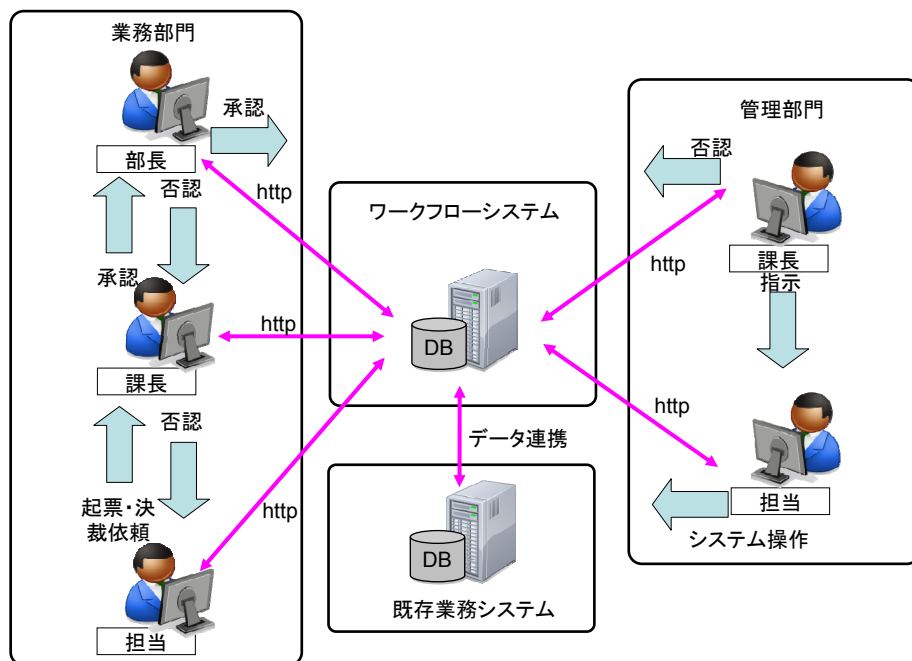 業務部門
承認
部長
http
否認
承認
課長
http
否認
起票・決
裁依頼
http
担当
ワークフローシステム
DB
データ連携
DB
既存業務システム
管理部門
否認
http
課長
指示
http
担当
システム操作